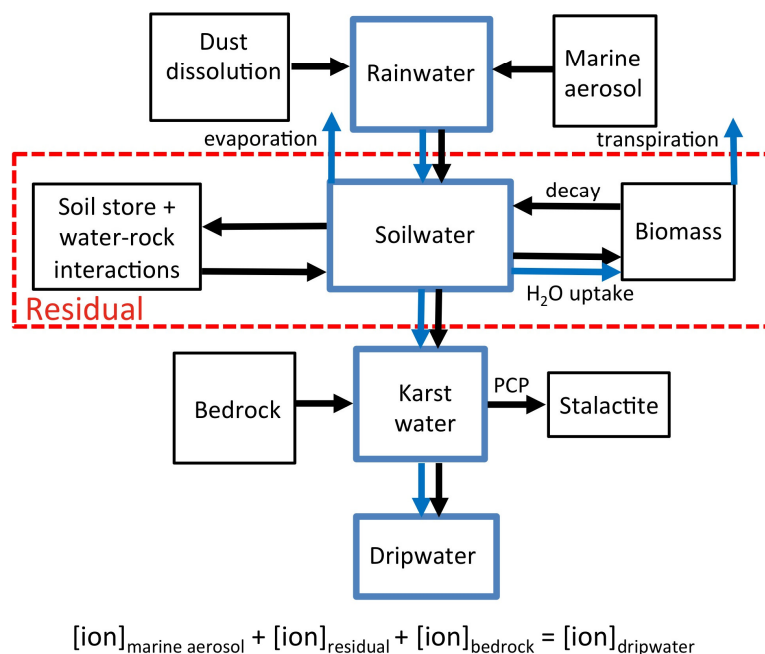 Dust
dissolution
Rainwater
Marine
aerosol
evaporation
transpiration
Soil store +
water-rock
interactions
Soilwater
decay
Biomass
H₂O uptake
Residual
Bedrock
Karst
water
PCP
Stalactite
Dripwater
[ion]marine aerosol + [ion]residual + [ion]bedrock = [ion]dripwater